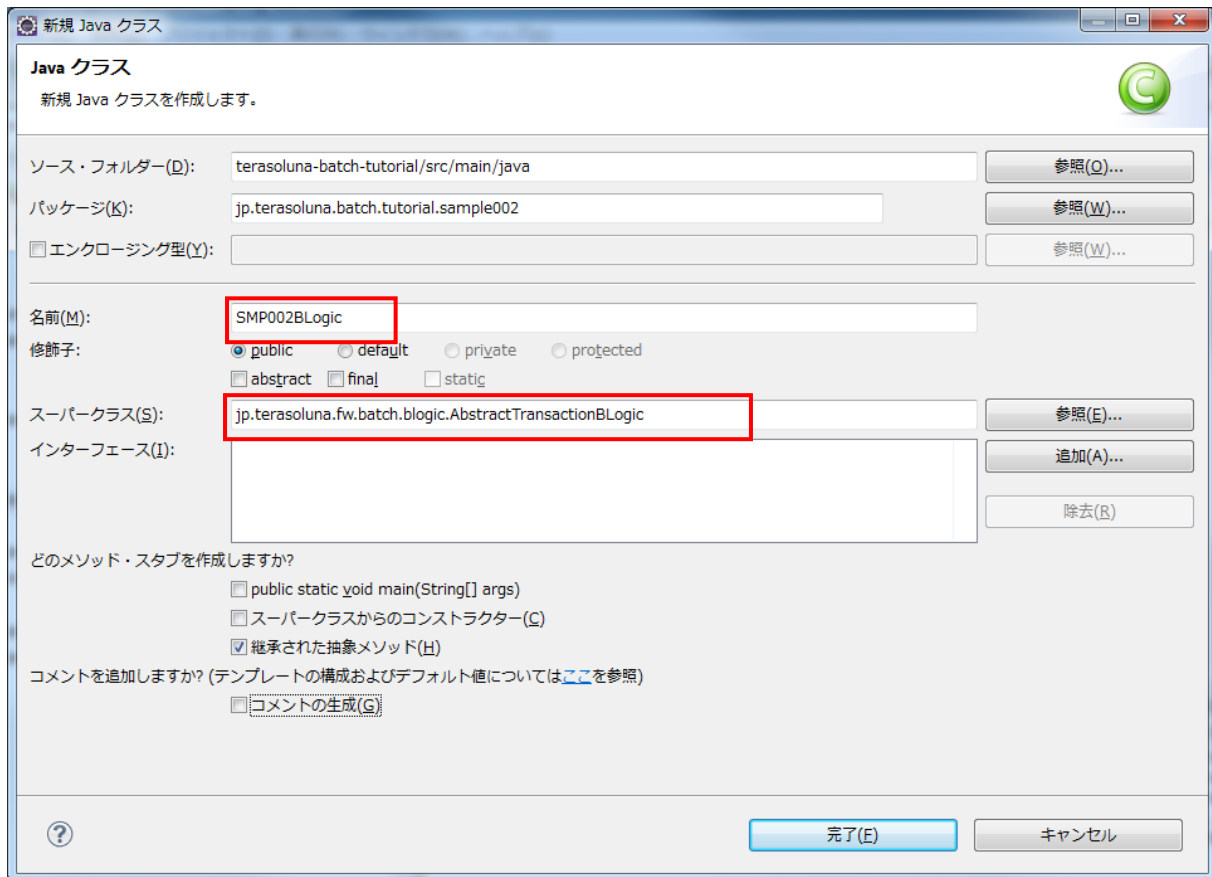 新規 Java クラス
Java クラス
新規 Java クラスを作成します。
C
ソース・フォルダー(D): terasoluna-batch-tutorial/src/main/java 参照(O)...
パッケージ(K): jp.terasoluna.batch.tutorial.sample002 参照(W)...
エンクロージング型(Y): 参照(W)...
名前(M): SMP002BLogic
修飾子: public default private protected
abstract final static
スーパークラス(S): jp.terasoluna.fw.batch.blogic.AbstractTransactionBLogic 参照(E)...
インターフェース(I): 追加(A)...
除去(R)
どのメソッド・スタブを作成しますか?
public static void main(String[] args)
スーパークラスからのコンストラクター(C)
継承された抽象メソッド(H)
コメントを追加しますか? (テンプレートの構成およびデフォルト値についてはここを参照)
コメントの生成(G)
? 完了(F) キャンセル